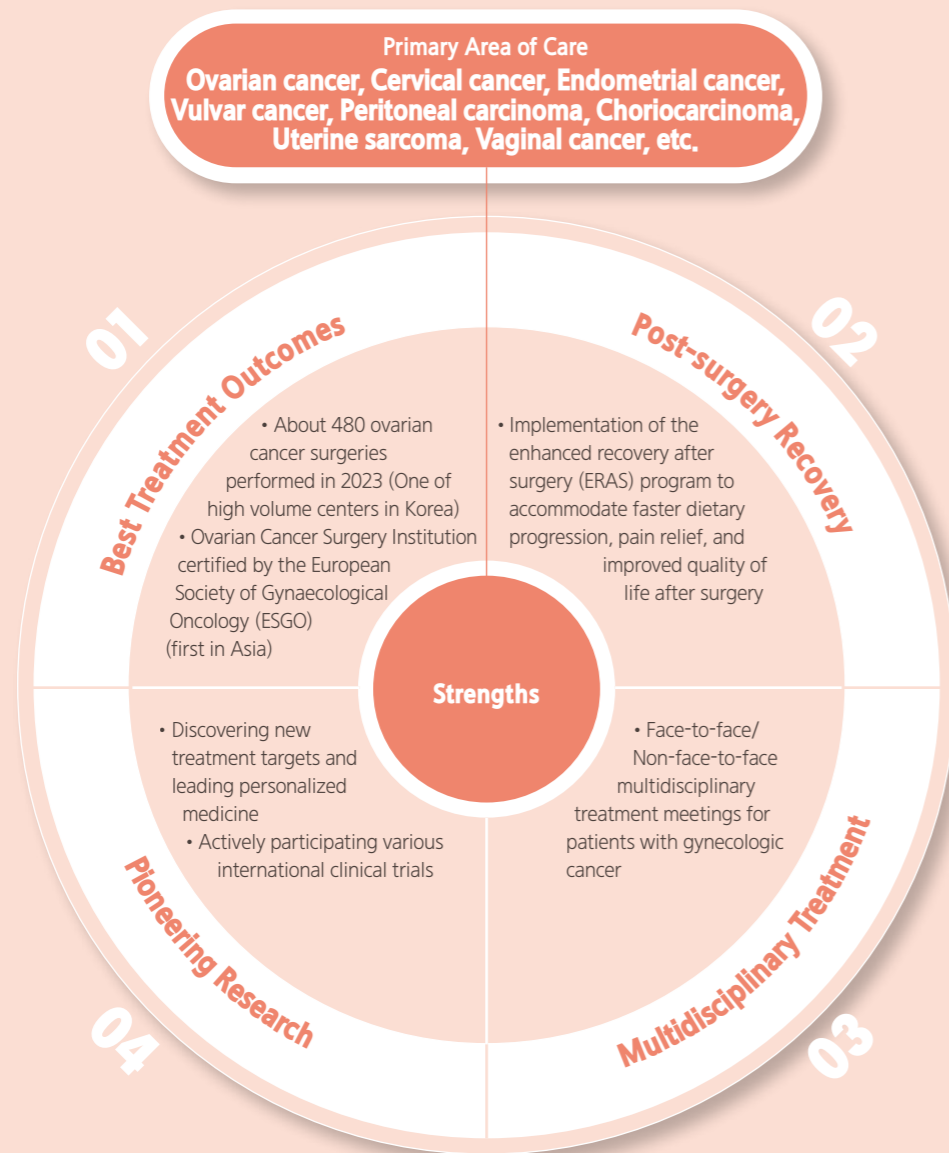 Primary Area of Care
Ovarian cancer, Cervical cancer, Endometrial cancer,
Vulvar cancer, Peritoneal carcinoma, Choriocarcinoma,
Uterine sarcoma, Vaginal cancer, etc.
01
Best Treatment Outcomes
• About 480 ovarian
cancer surgeries
performed in 2023 (One of
high volume centers in Korea)
• Ovarian Cancer Surgery Institution
certified by the European
Society of Gynaecological
Oncology (ESGO)
(first in Asia)
02
Post-surgery Recovery
• Implementation of the
enhanced recovery after
surgery (ERAS) program to
accommodate faster dietary
progression, pain relief, and
improved quality of
life after surgery
Strengths
03
Multidisciplinary Treatment
• Face-to-face/
Non-face-to-face
multidisciplinary
treatment meetings for
patients with gynecologic
cancer
04
Pioneering Research
• Discovering new
treatment targets and
leading personalized
medicine
• Actively participating various
international clinical trials